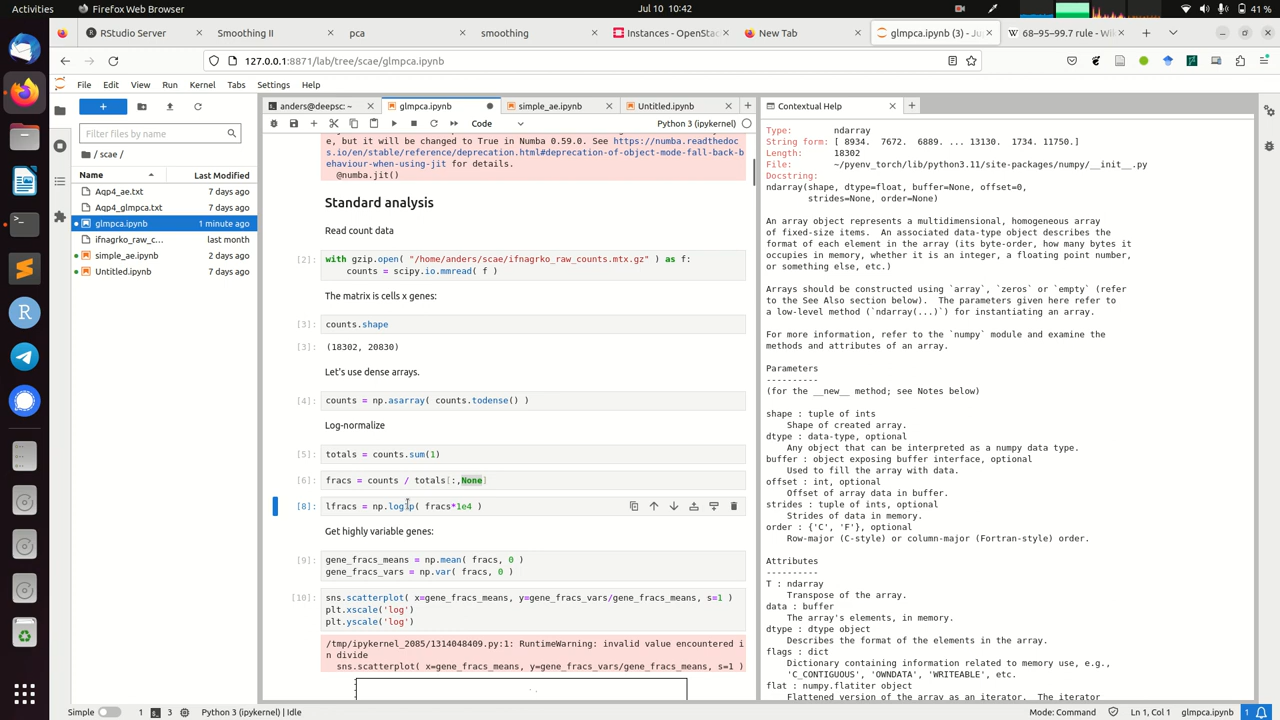 Activities
Firefox Web Browser
Jul 10 10:42
41 %
RStudio Server
Smoothing II
pca
smoothing
Instances - OpenStac
New Tab
glmpca.ipynb (3) - Ju
68–95–99.7 rule - Wik
127.0.0.1:8871/lab/tree/scae/glmpca.ipynb
File Edit View Run Kernel Tabs Settings Help
anders@deepsc: ~
glmpca.ipynb
simple_ae.ipynb
Untitled.ipynb
Contextual Help
Code
Python 3 (ipykernel)
Filter files by name
/ scae /
Name
Last Modified
Aqp4_ae.txt 7 days ago
Aqp4_glmpca.txt 7 days ago
glmpca.ipynb 1 minute ago
ifnagrko_raw_c... last month
simple_ae.ipynb 2 days ago
Untitled.ipynb 7 days ago
e, but it will be changed to True in Numba 0.59.0. See https://numba.readthedoc
s.io/en/stable/reference/deprecation.html#deprecation-of-object-mode-fall-back-b
ehaviour-when-using-jit for details.
@numba.jit()
Standard analysis
Read count data
[2]: with gzip.open( "/home/anders/scae/ifnagrko_raw_counts.mtx.gz" ) as f:
counts = scipy.io.mmread( f )
The matrix is cells x genes:
[3]: counts.shape
[3]: (18302, 20830)
Let's use dense arrays.
[4]: counts = np.asarray( counts.todense() )
Log-normalize
[5]: totals = counts.sum(1)
[6]: fracs = counts / totals[:,None]
[8]: lfracs = np.log1p( fracs*1e4 )
Get highly variable genes:
[9]: gene_fracs_means = np.mean( fracs, 0 )
gene_fracs_vars = np.var( fracs, 0 )
[10]: sns.scatterplot( x=gene_fracs_means, y=gene_fracs_vars/gene_fracs_means, s=1 )
plt.xscale('log')
plt.yscale('log')
/tmp/ipykernel_2085/1314048409.py:1: RuntimeWarning: invalid value encountered i
n divide
sns.scatterplot( x=gene_fracs_means, y=gene_fracs_vars/gene_fracs_means, s=1 )
Type: ndarray
String form: [ 8934. 7672. 6889. ... 13130. 1734. 11750.]
Length: 18302
File: ~/pyenv_torch/lib/python3.11/site-packages/numpy/__init__.py
Docstring:
ndarray(shape, dtype=float, buffer=None, offset=0,
strides=None, order=None)
An array object represents a multidimensional, homogeneous array
of fixed-size items. An associated data-type object describes the
format of each element in the array (its byte-order, how many bytes it
occupies in memory, whether it is an integer, a floating point number,
or something else, etc.)
Arrays should be constructed using `array`, `zeros` or `empty` (refer
to the See Also section below). The parameters given here refer to
a low-level method (`ndarray(...)`) for instantiating an array.
For more information, refer to the `numpy` module and examine the
methods and attributes of an array.
Parameters
----------
(for the __new__ method; see Notes below)
shape : tuple of ints
Shape of created array.
dtype : data-type, optional
Any object that can be interpreted as a numpy data type.
buffer : object exposing buffer interface, optional
Used to fill the array with data.
offset : int, optional
Offset of array data in buffer.
strides : tuple of ints, optional
Strides of data in memory.
order : {'C', 'F'}, optional
Row-major (C-style) or column-major (Fortran-style) order.
Attributes
----------
T : ndarray
Transpose of the array.
data : buffer
The array's elements, in memory.
dtype : dtype object
Describes the format of the elements in the array.
flags : dict
Dictionary containing information related to memory use, e.g.,
'C_CONTIGUOUS', 'OWNDATA', 'WRITEABLE', etc.
flat : numpy.flatiter object
Flattened version of the array as an iterator. The iterator
Simple
1
3
Python 3 (ipykernel) | Idle
Mode: Command
Ln 1, Col 1
glmpca.ipynb
1